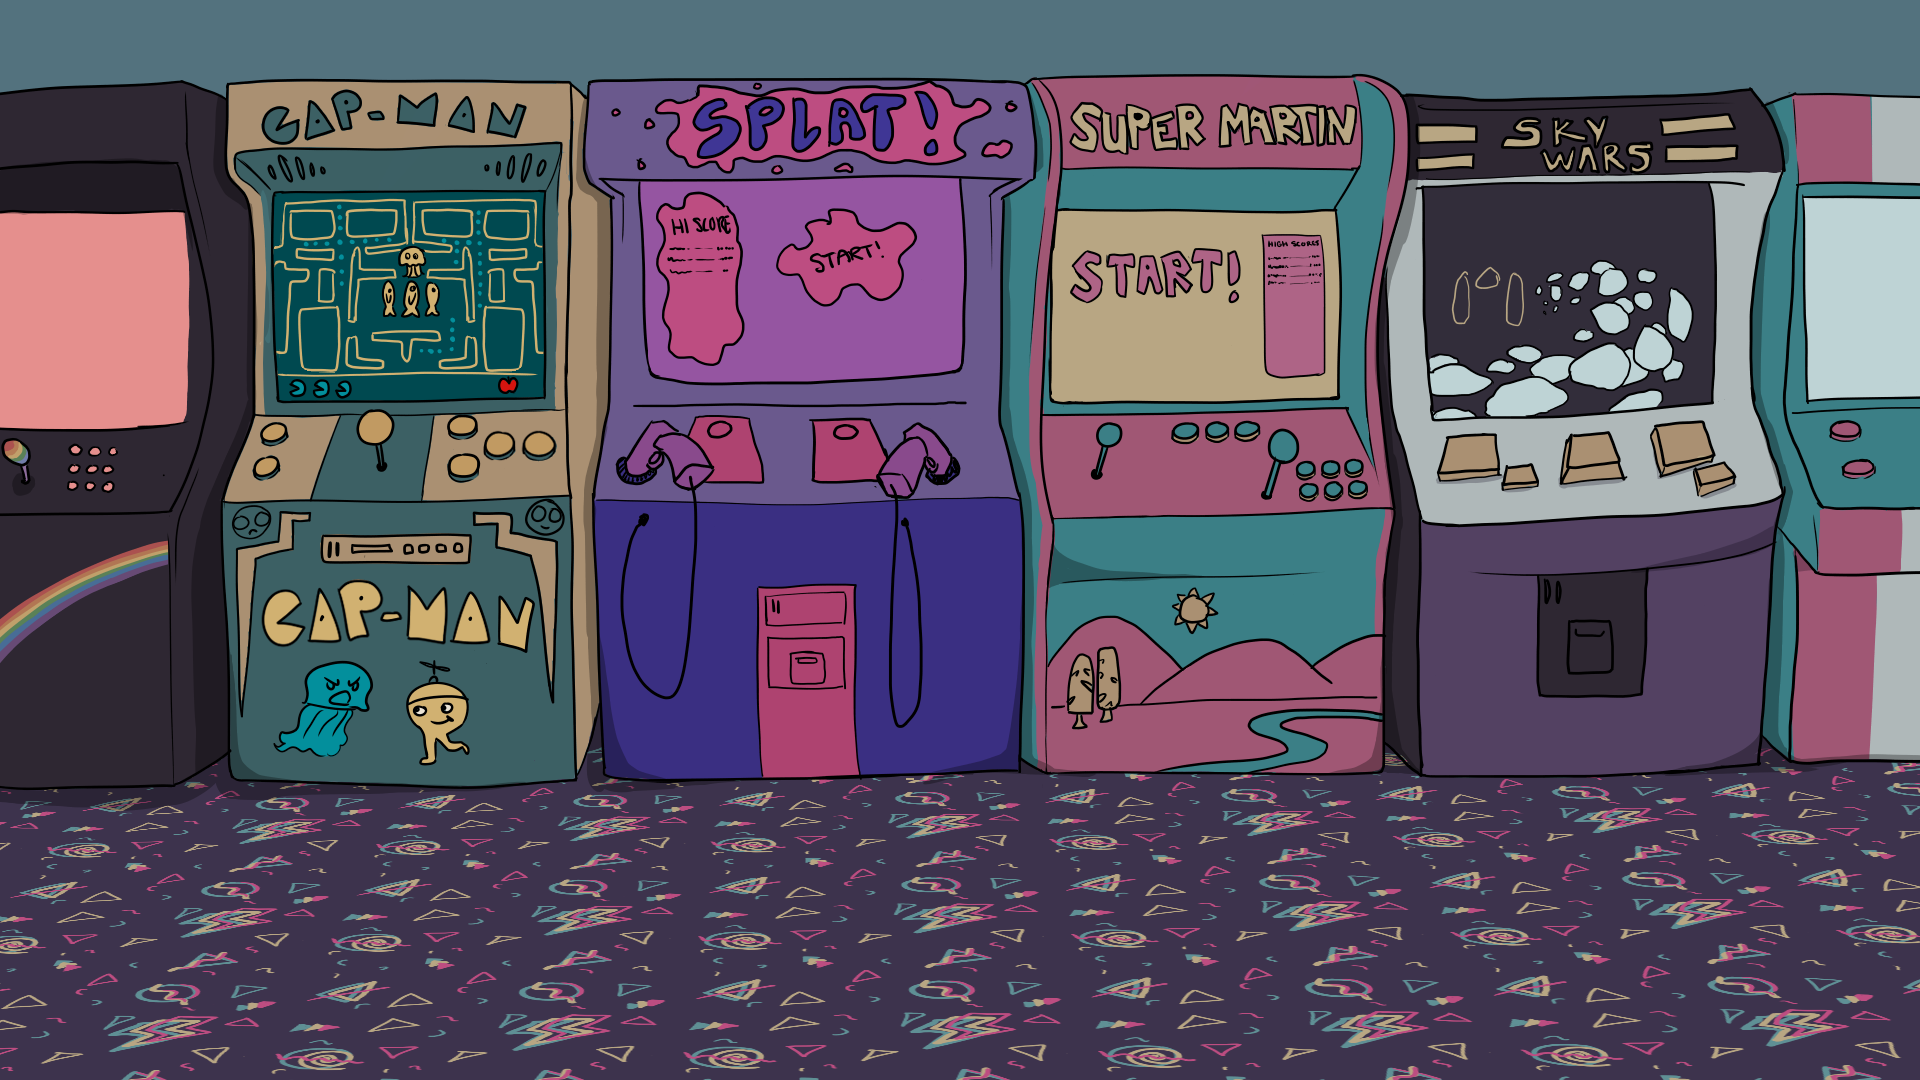 CAP-MAN
SPLAT!
HI SCORE
START!
SUPER MARTIN
START!
HIGH SCORES
SKY
WARS
CAP-MAN